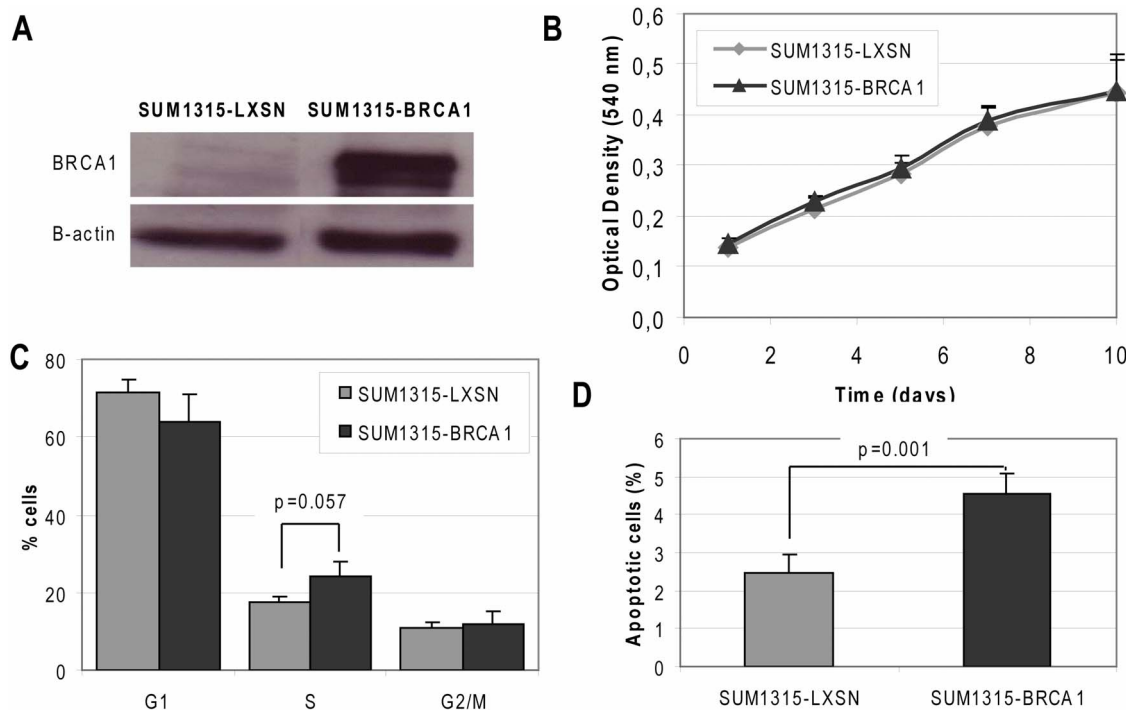 A
SUM1315-LXSN SUM1315-BRCA1
BRCA1
B-actin
B
SUM1315-LXSN
SUM1315-BRCA1
Optical Density (540 nm)
0,6
0,5
0,4
0,3
0,2
0,1
0,0
0 2 4 6 8 10
Time (days)
C
% cells
80
60
40
20
0
SUM1315-LXSN
SUM1315-BRCA1
p=0.057
G1 S G2/M
D
Apoptotic cells (%)
6
5
4
3
2
1
0
p=0.001
SUM1315-LXSN SUM1315-BRCA1